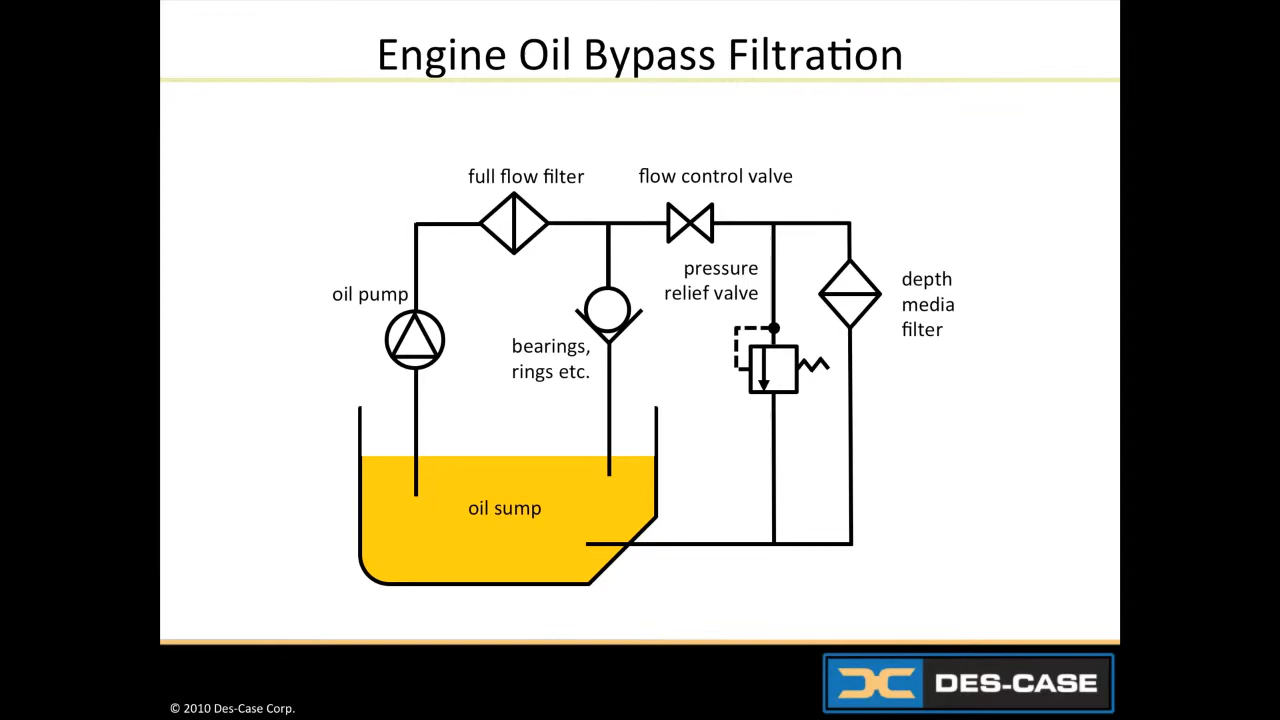 Engine Oil Bypass Filtration
full flow filter
flow control valve
oil pump
pressure
relief valve
depth
media
filter
bearings,
rings etc.
oil sump
DES-CASE
© 2010 Des-Case Corp.